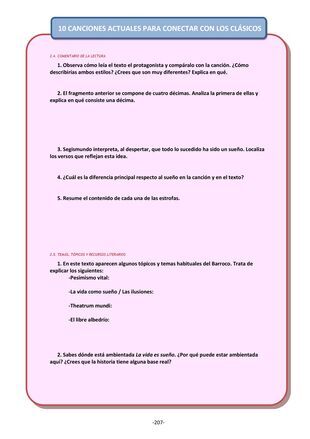 10 CANCIONES ACTUALES PARA CONECTAR CON LOS CLÁSICOS
2.4. COMENTARIO DE LA LECTURA
1. Observa cómo leía el texto el protagonista y compáralo con la canción. ¿Cómo
describirías ambos estilos? ¿Crees que son muy diferentes? Explica en qué.
2. El fragmento anterior se compone de cuatro décimas. Analiza la primera de ellas y
explica en qué consiste una décima.
3. Segismundo interpreta, al despertar, que todo lo sucedido ha sido un sueño. Localiza
los versos que reflejan esta idea.
4. ¿Cuál es la diferencia principal respecto al sueño en la canción y en el texto?
5. Resume el contenido de cada una de las estrofas.
2.5. TEMAS, TÓPICOS Y RECURSOS LITERARIOS
1. En este texto aparecen algunos tópicos y temas habituales del Barroco. Trata de
explicar los siguientes:
-Pesimismo vital:
-La vida como sueño / Las ilusiones:
-Theatrum mundi:
-El libre albedrío:
2. Sabes dónde está ambientada La vida es sueño. ¿Por qué puede estar ambientada
aquí? ¿Crees que la historia tiene alguna base real?
-207-